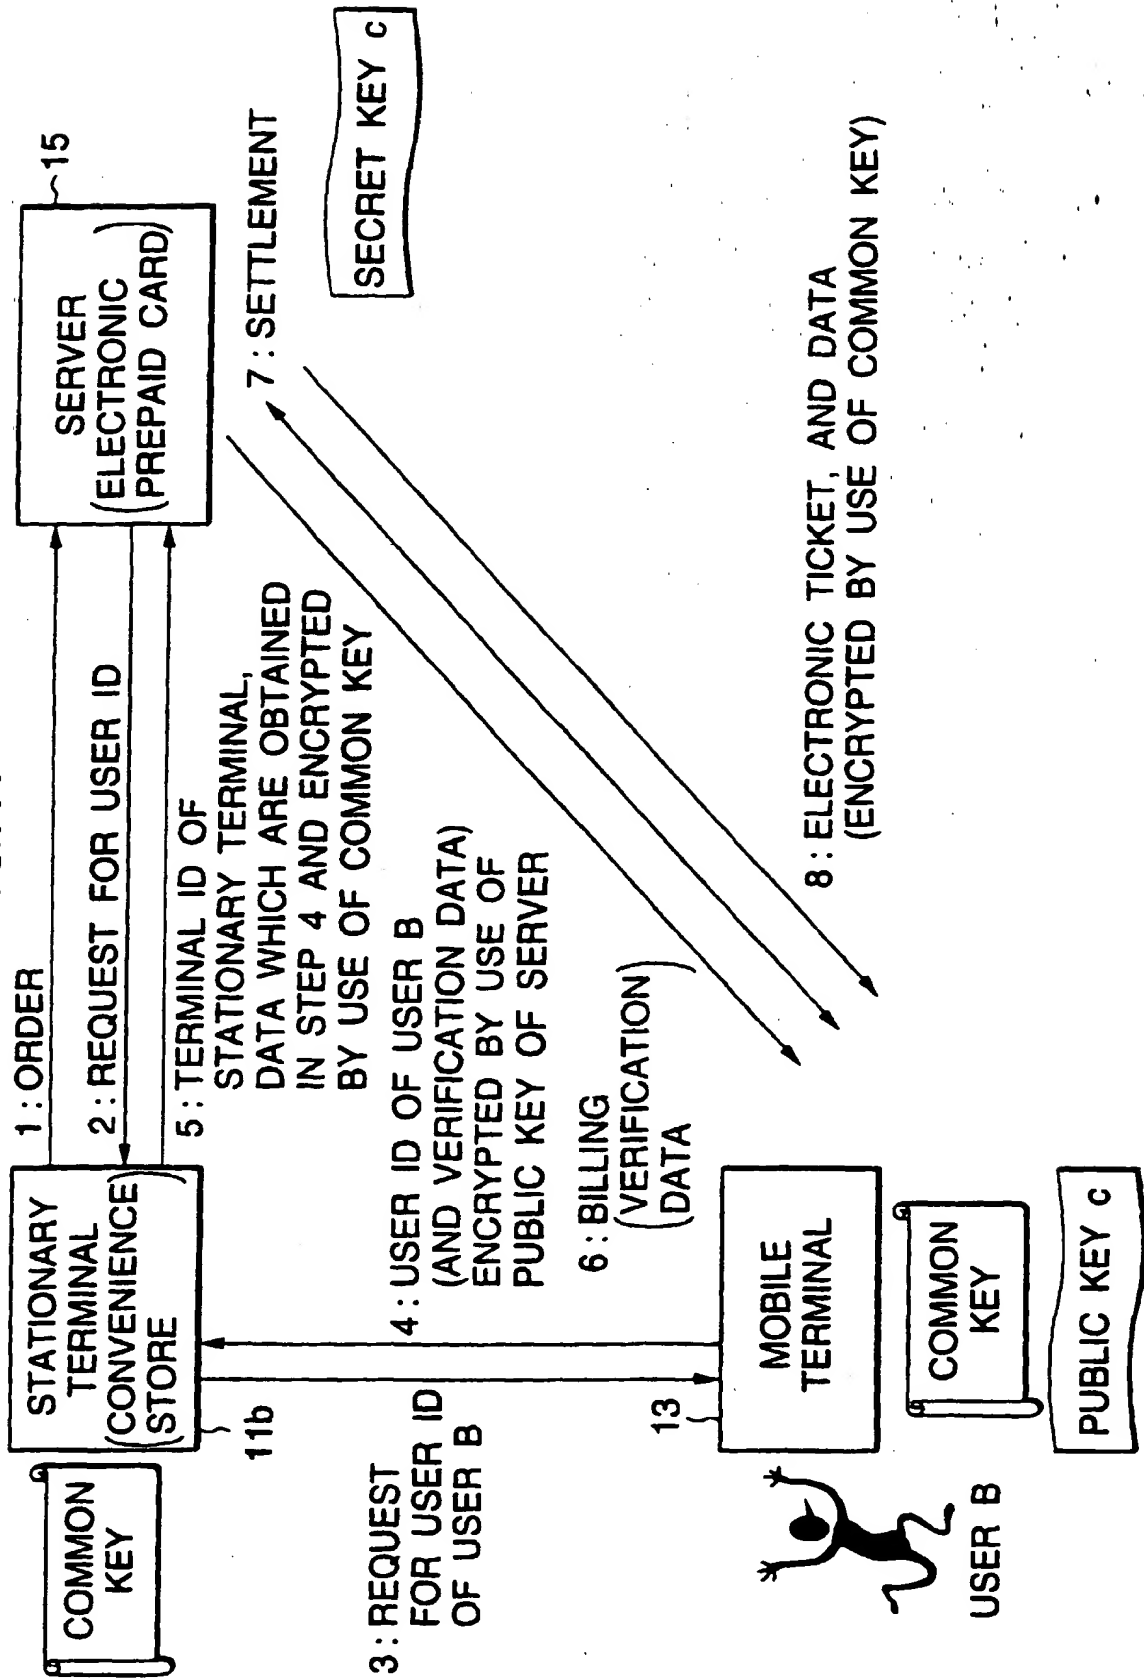 COMMON
KEY
STATIONARY
TERMINAL
(CONVENIENCE
STORE)
11b
1 : ORDER
2 : REQUEST FOR USER ID
5 : TERMINAL ID OF
STATIONARY TERMINAL,
DATA WHICH ARE OBTAINED
IN STEP 4 AND ENCRYPTED
BY USE OF COMMON KEY
SERVER
(ELECTRONIC
PREPAID CARD)
15
7 : SETTLEMENT
SECRET KEY c
3 : REQUEST
FOR USER ID
OF USER B
4 : USER ID OF USER B
(AND VERIFICATION DATA)
ENCRYPTED BY USE OF
PUBLIC KEY OF SERVER
6 : BILLING
(VERIFICATION
DATA)
8 : ELECTRONIC TICKET, AND DATA
(ENCRYPTED BY USE OF COMMON KEY)
13
MOBILE
TERMINAL
COMMON
KEY
PUBLIC KEY c
USER B